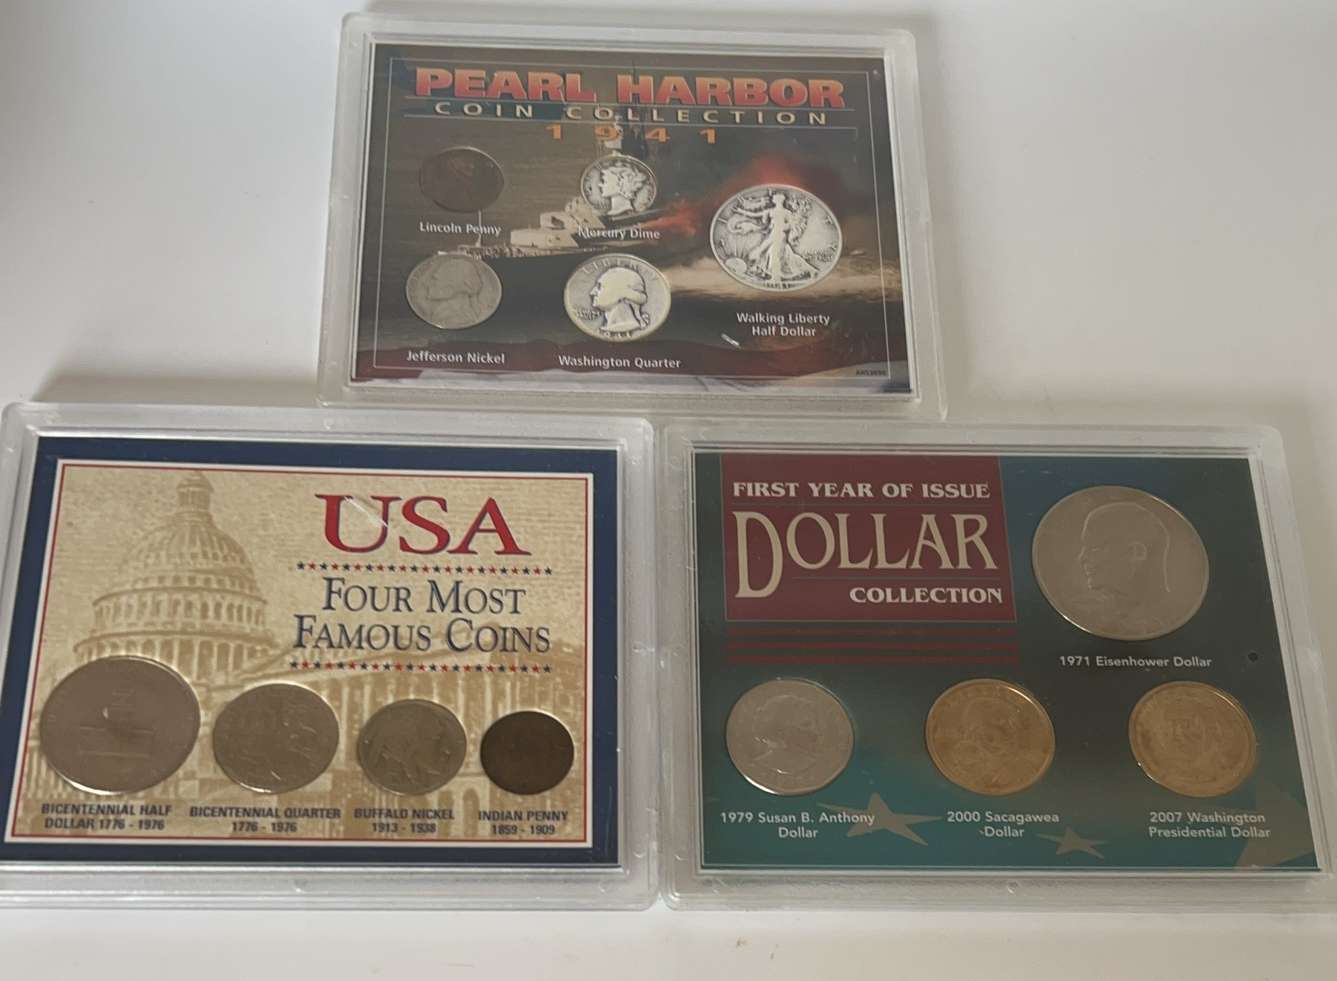 PEARL HARBOR
COIN COLLECTION
1941
Lincoln Penny
Mercury Dime
Jefferson Nickel
Washington Quarter
Walking Liberty
Half Dollar
LIBERTY
1941
USA
FOUR MOST
FAMOUS COINS
BICENTENNIAL HALF
DOLLAR 1776 - 1976
BICENTENNIAL QUARTER
1776 - 1976
BUFFALO NICKEL
1913 - 1938
INDIAN PENNY
1859 - 1909
FIRST YEAR OF ISSUE
DOLLAR
COLLECTION
1971 Eisenhower Dollar
1979 Susan B. Anthony
Dollar
2000 Sacagawea
Dollar
2007 Washington
Presidential Dollar